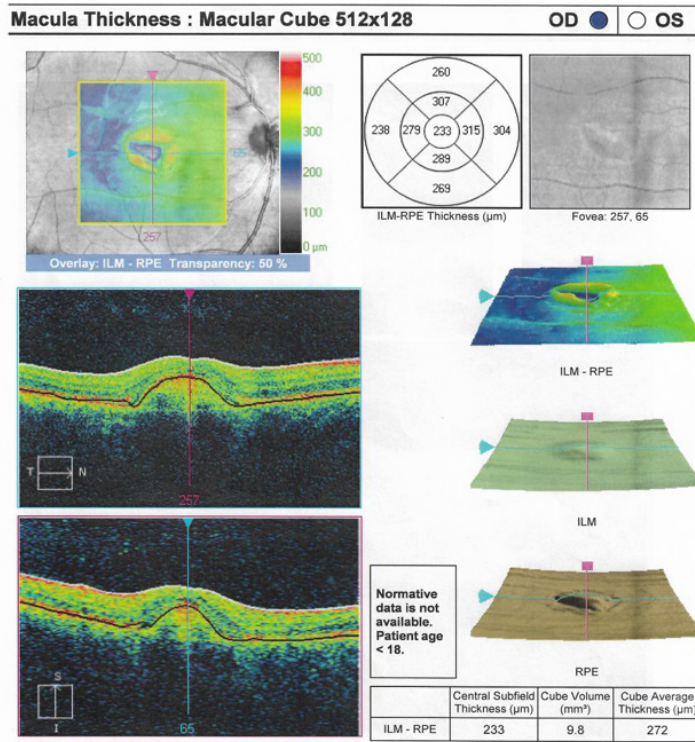 Macula Thickness : Macular Cube 512x128 OD OS
500
400
300
200
100
0 µm
65
257
Overlay: ILM - RPE Transparency: 50 %
260
307
238 279 233 315 304
289
269
ILM-RPE Thickness (µm)
Fovea: 257, 65
ILM - RPE
T N
257
ILM
S
I
65
Normative
data is not
available.
Patient age
< 18.
RPE
Central Subfield Thickness (µm) Cube Volume (mm³) Cube Average Thickness (µm)
ILM - RPE 233 9.8 272